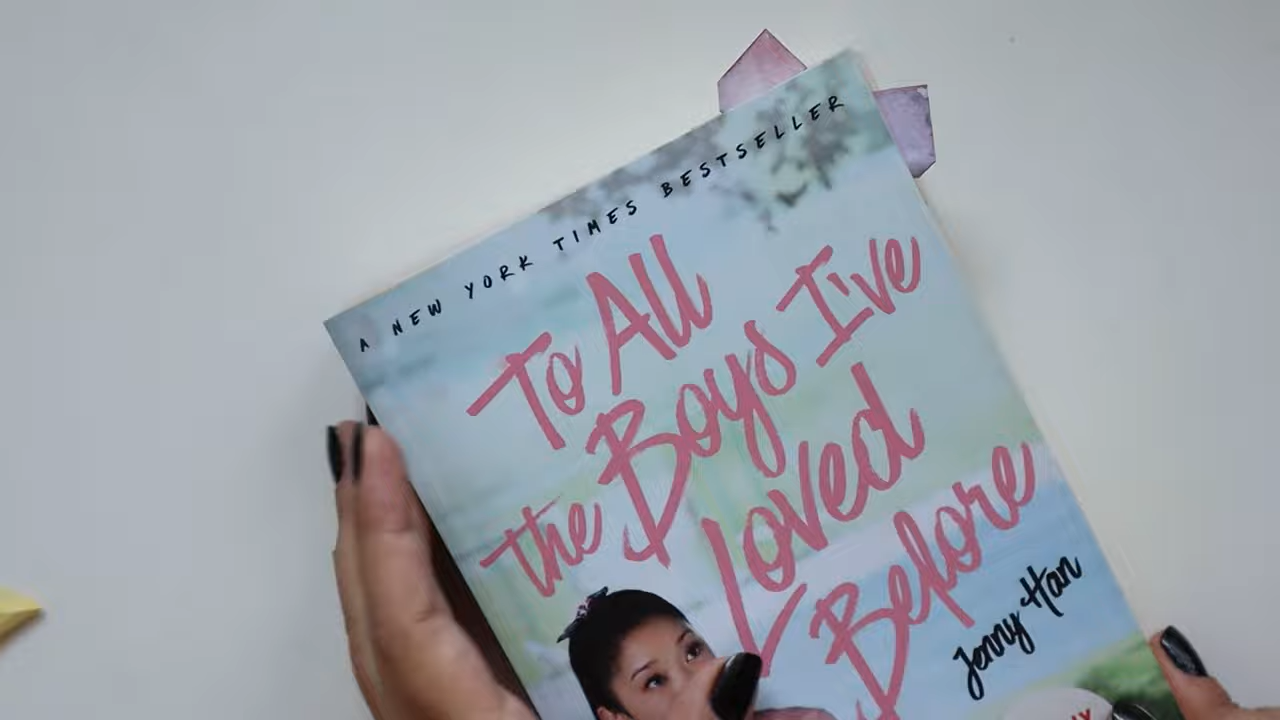 A NEW YORK TIMES BESTSELLER
To All
the Boys I've
Loved
Before
Jenny Han